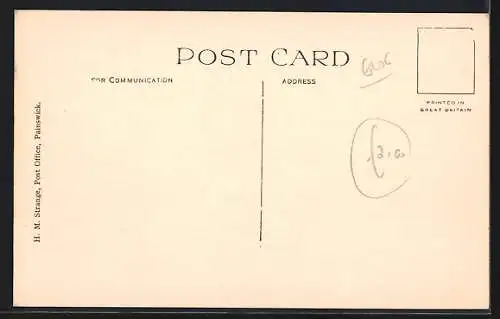 POST CARD
FOR COMMUNICATION
ADDRESS
PRINTED IN
GREAT BRITAIN
H. M. Strange, Post Office, Painswick.